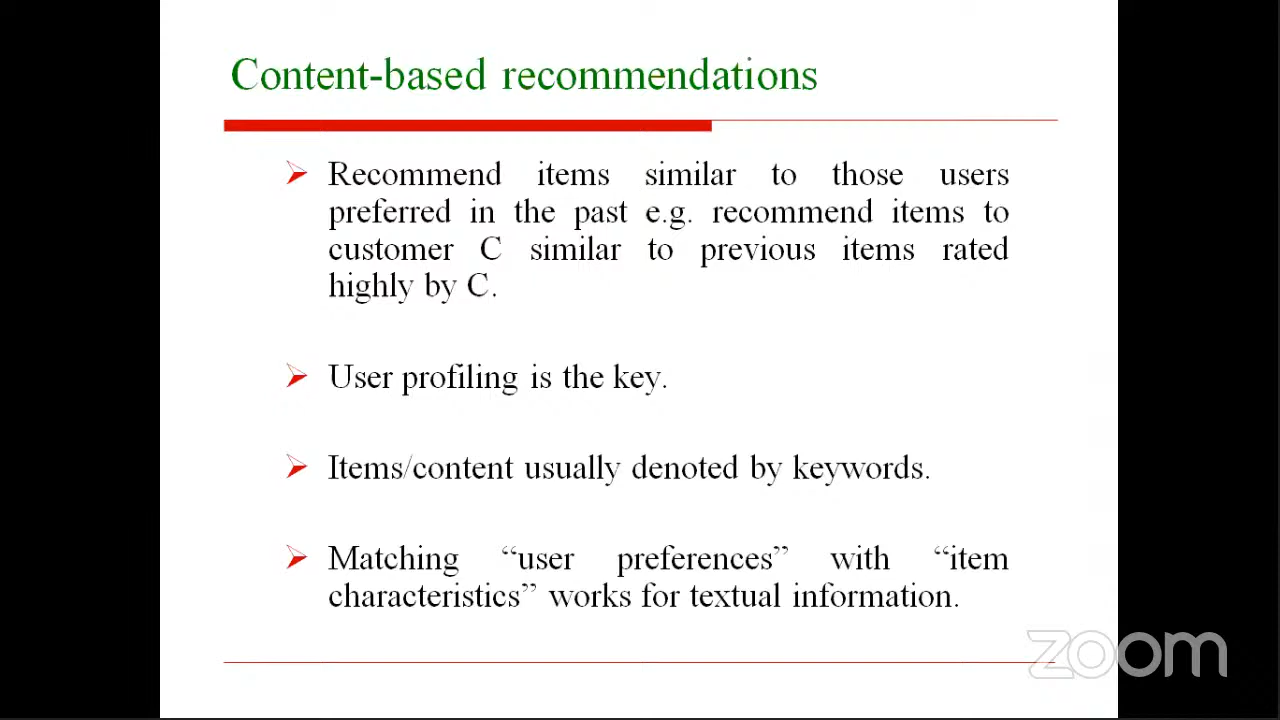 Content-based recommendations
Recommend items similar to those users
preferred in the past e.g. recommend items to
customer C similar to previous items rated
highly by C.
User profiling is the key.
Items/content usually denoted by keywords.
Matching “user preferences” with “item
characteristics” works for textual information.
zoom